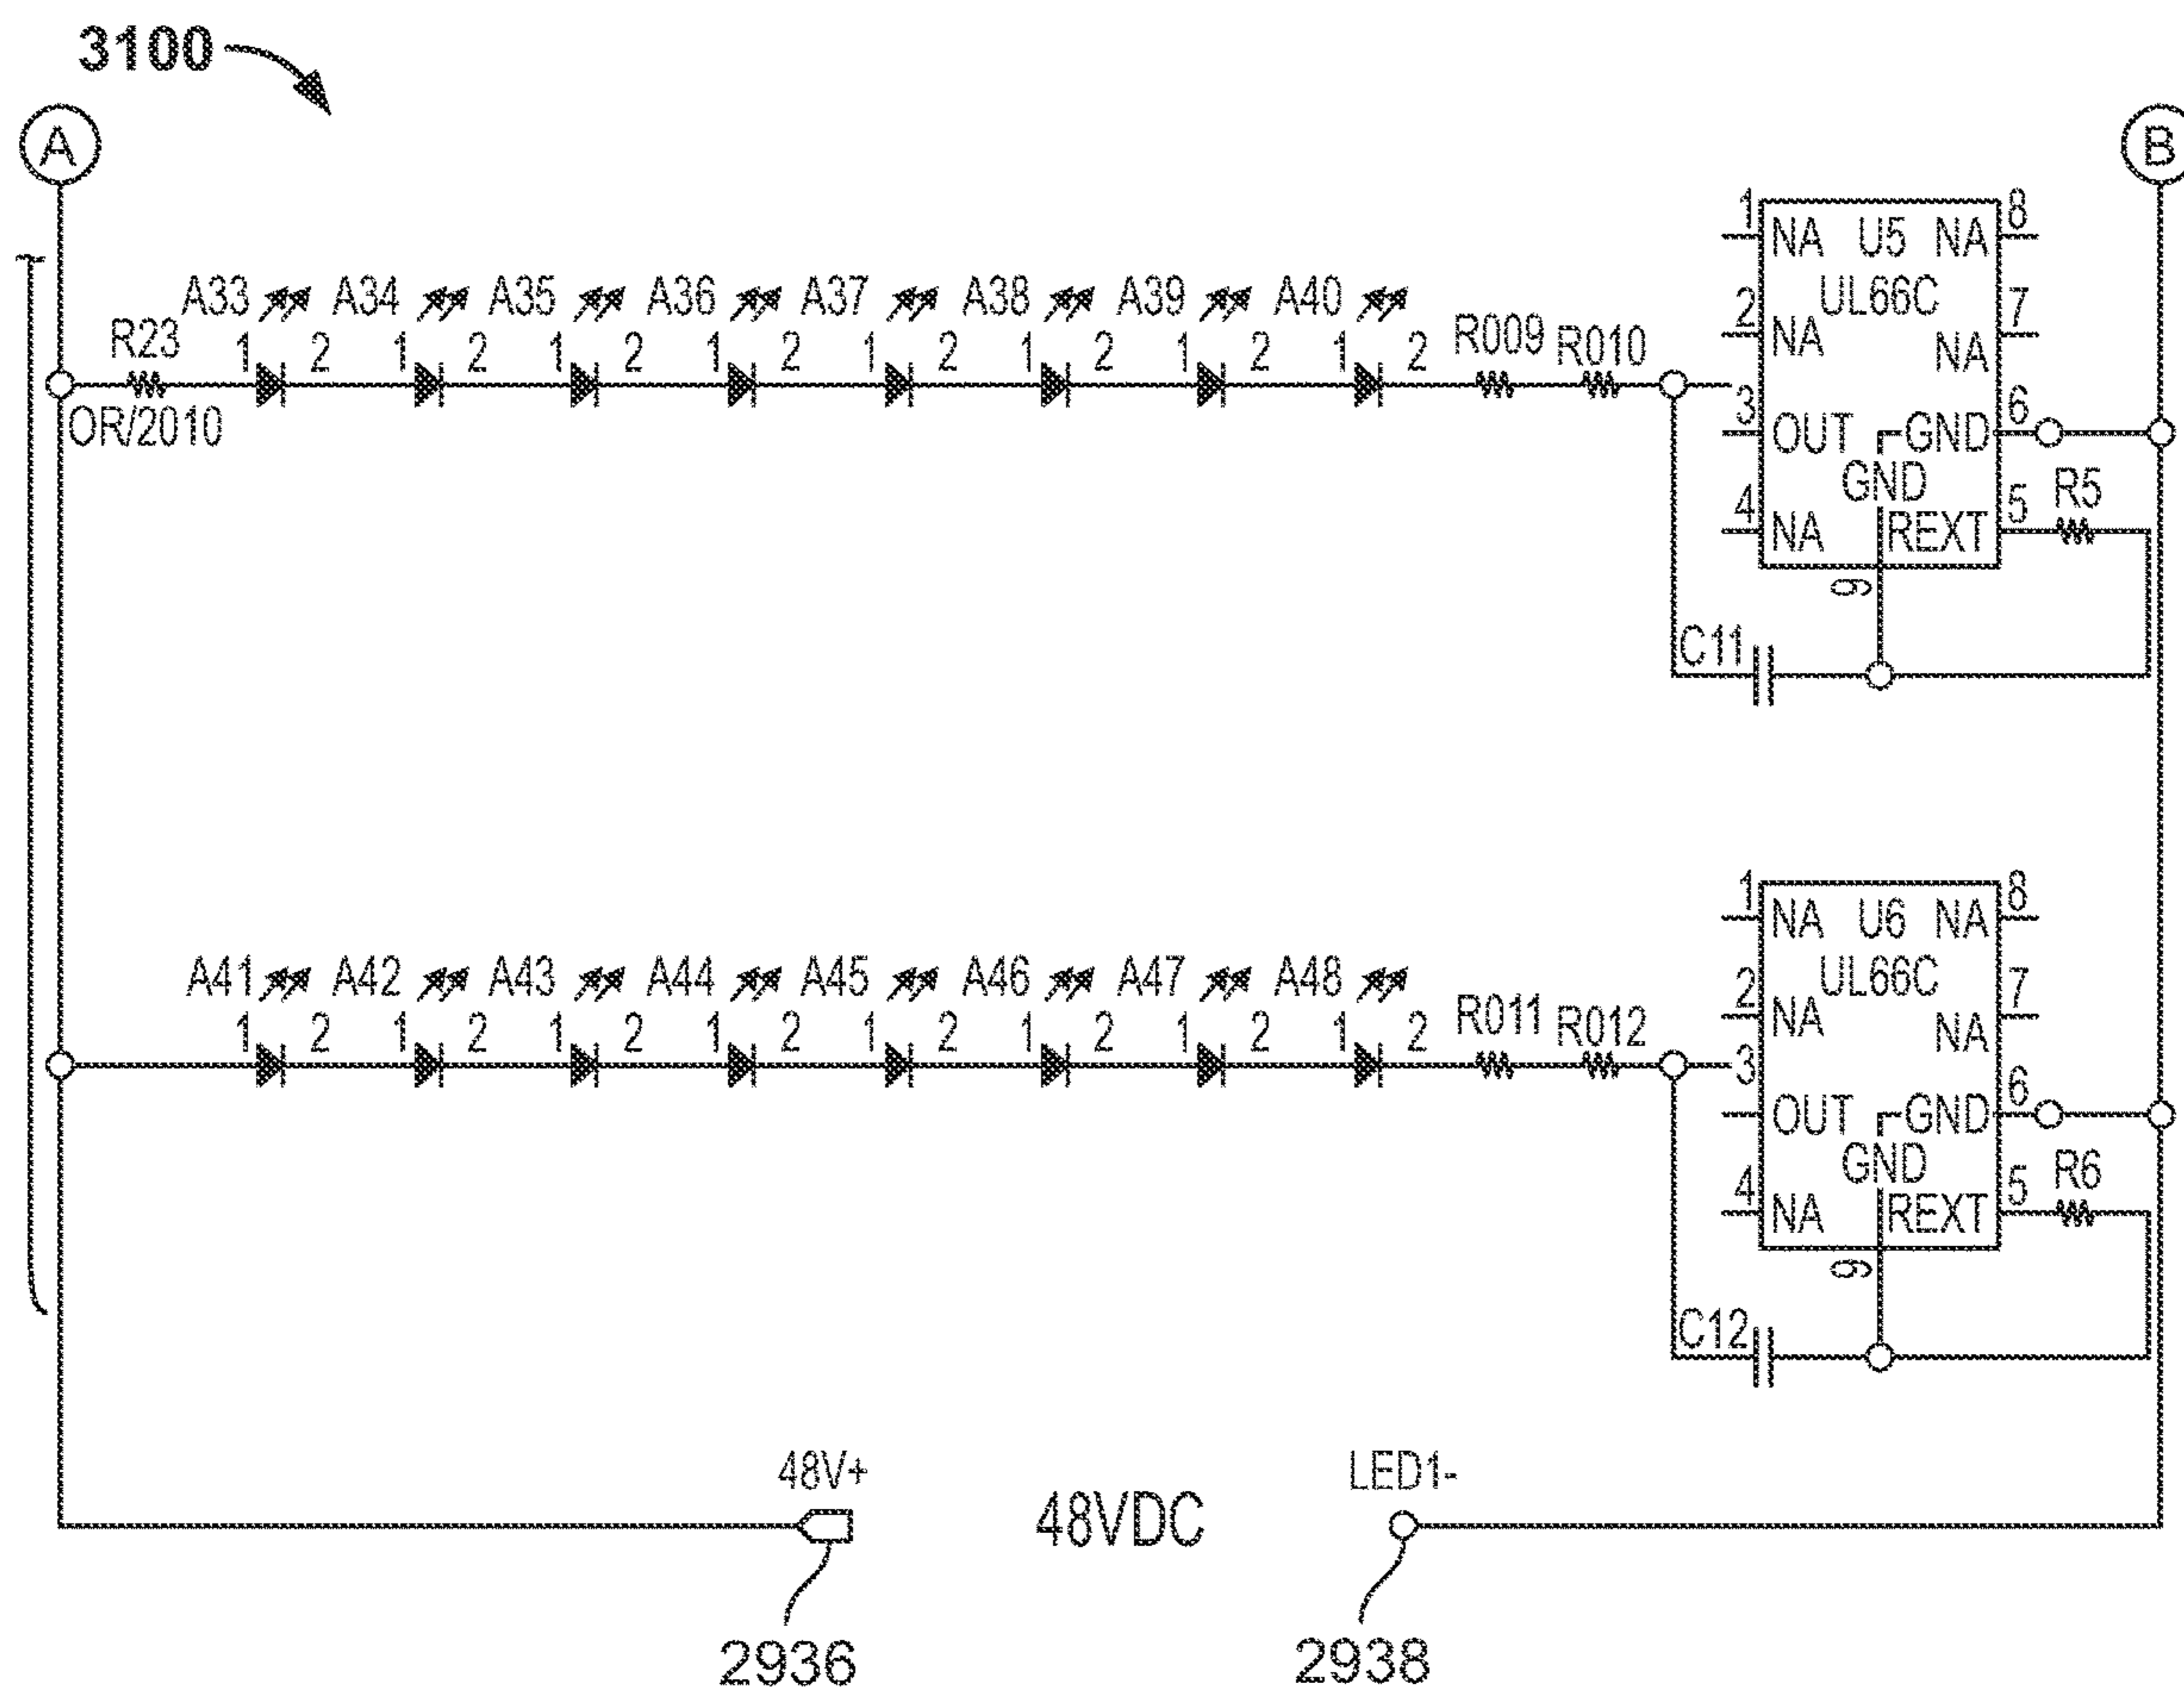 3100
A B
1 NA U5 NA 8
A33 A34 A35 A36 A37 A38 A39 A40 2 UL66C 7
R23 1 2 1 2 1 2 1 2 1 2 1 2 1 2 1 2 R009 R010 NA NA
OR/2010 3 OUT GND 6
GND R5
4 NA REXT 5
9
C11
1 NA U6 NA 8
A41 A42 A43 A44 A45 A46 A47 A48 2 UL66C 7
1 2 1 2 1 2 1 2 1 2 1 2 1 2 1 2 R011 R012 NA NA
3 OUT GND 6
GND R6
4 NA REXT 5
9
C12
48V+ 48VDC LED1-
2936 2938